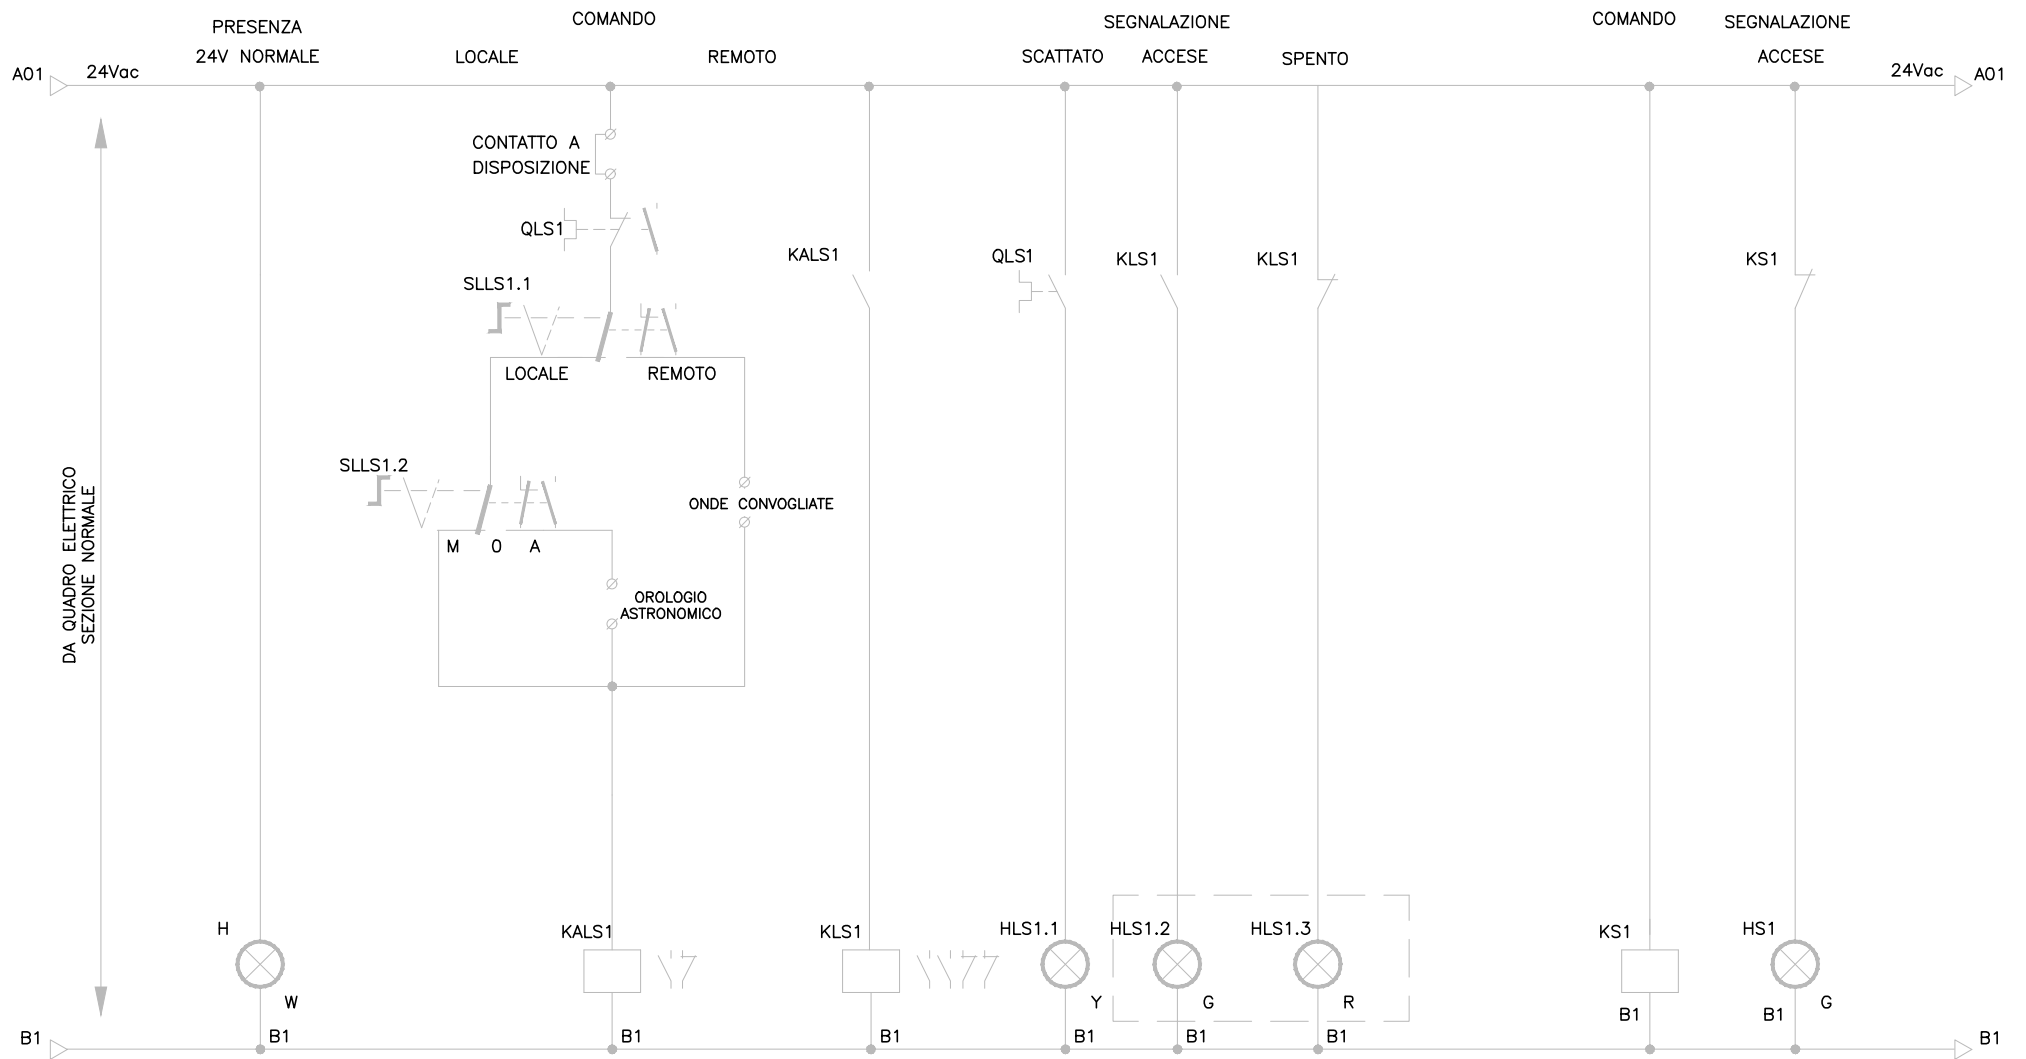 PRESENZA
24V NORMALE
COMANDO
LOCALE
REMOTO
SEGNALAZIONE
SCATTATO
ACCESE
SPENTO
COMANDO
SEGNALAZIONE
ACCESE
A01
24Vac
24Vac
A01
CONTATTO A
DISPOSIZIONE
QLS1
SLLS1.1
KALS1
QLS1
KLS1
KLS1
KS1
LOCALE
REMOTO
SLLS1.2
ONDE CONVOGLIATE
M
O
A
OROLOGIO
ASTRONOMICO
DA QUADRO ELETTRICO
SEZIONE NORMALE
H
KALS1
KLS1
HLS1.1
HLS1.2
HLS1.3
KS1
HS1
W
Y
G
R
B1
B1
G
B1
B1
B1
B1
B1
B1
B1
B1